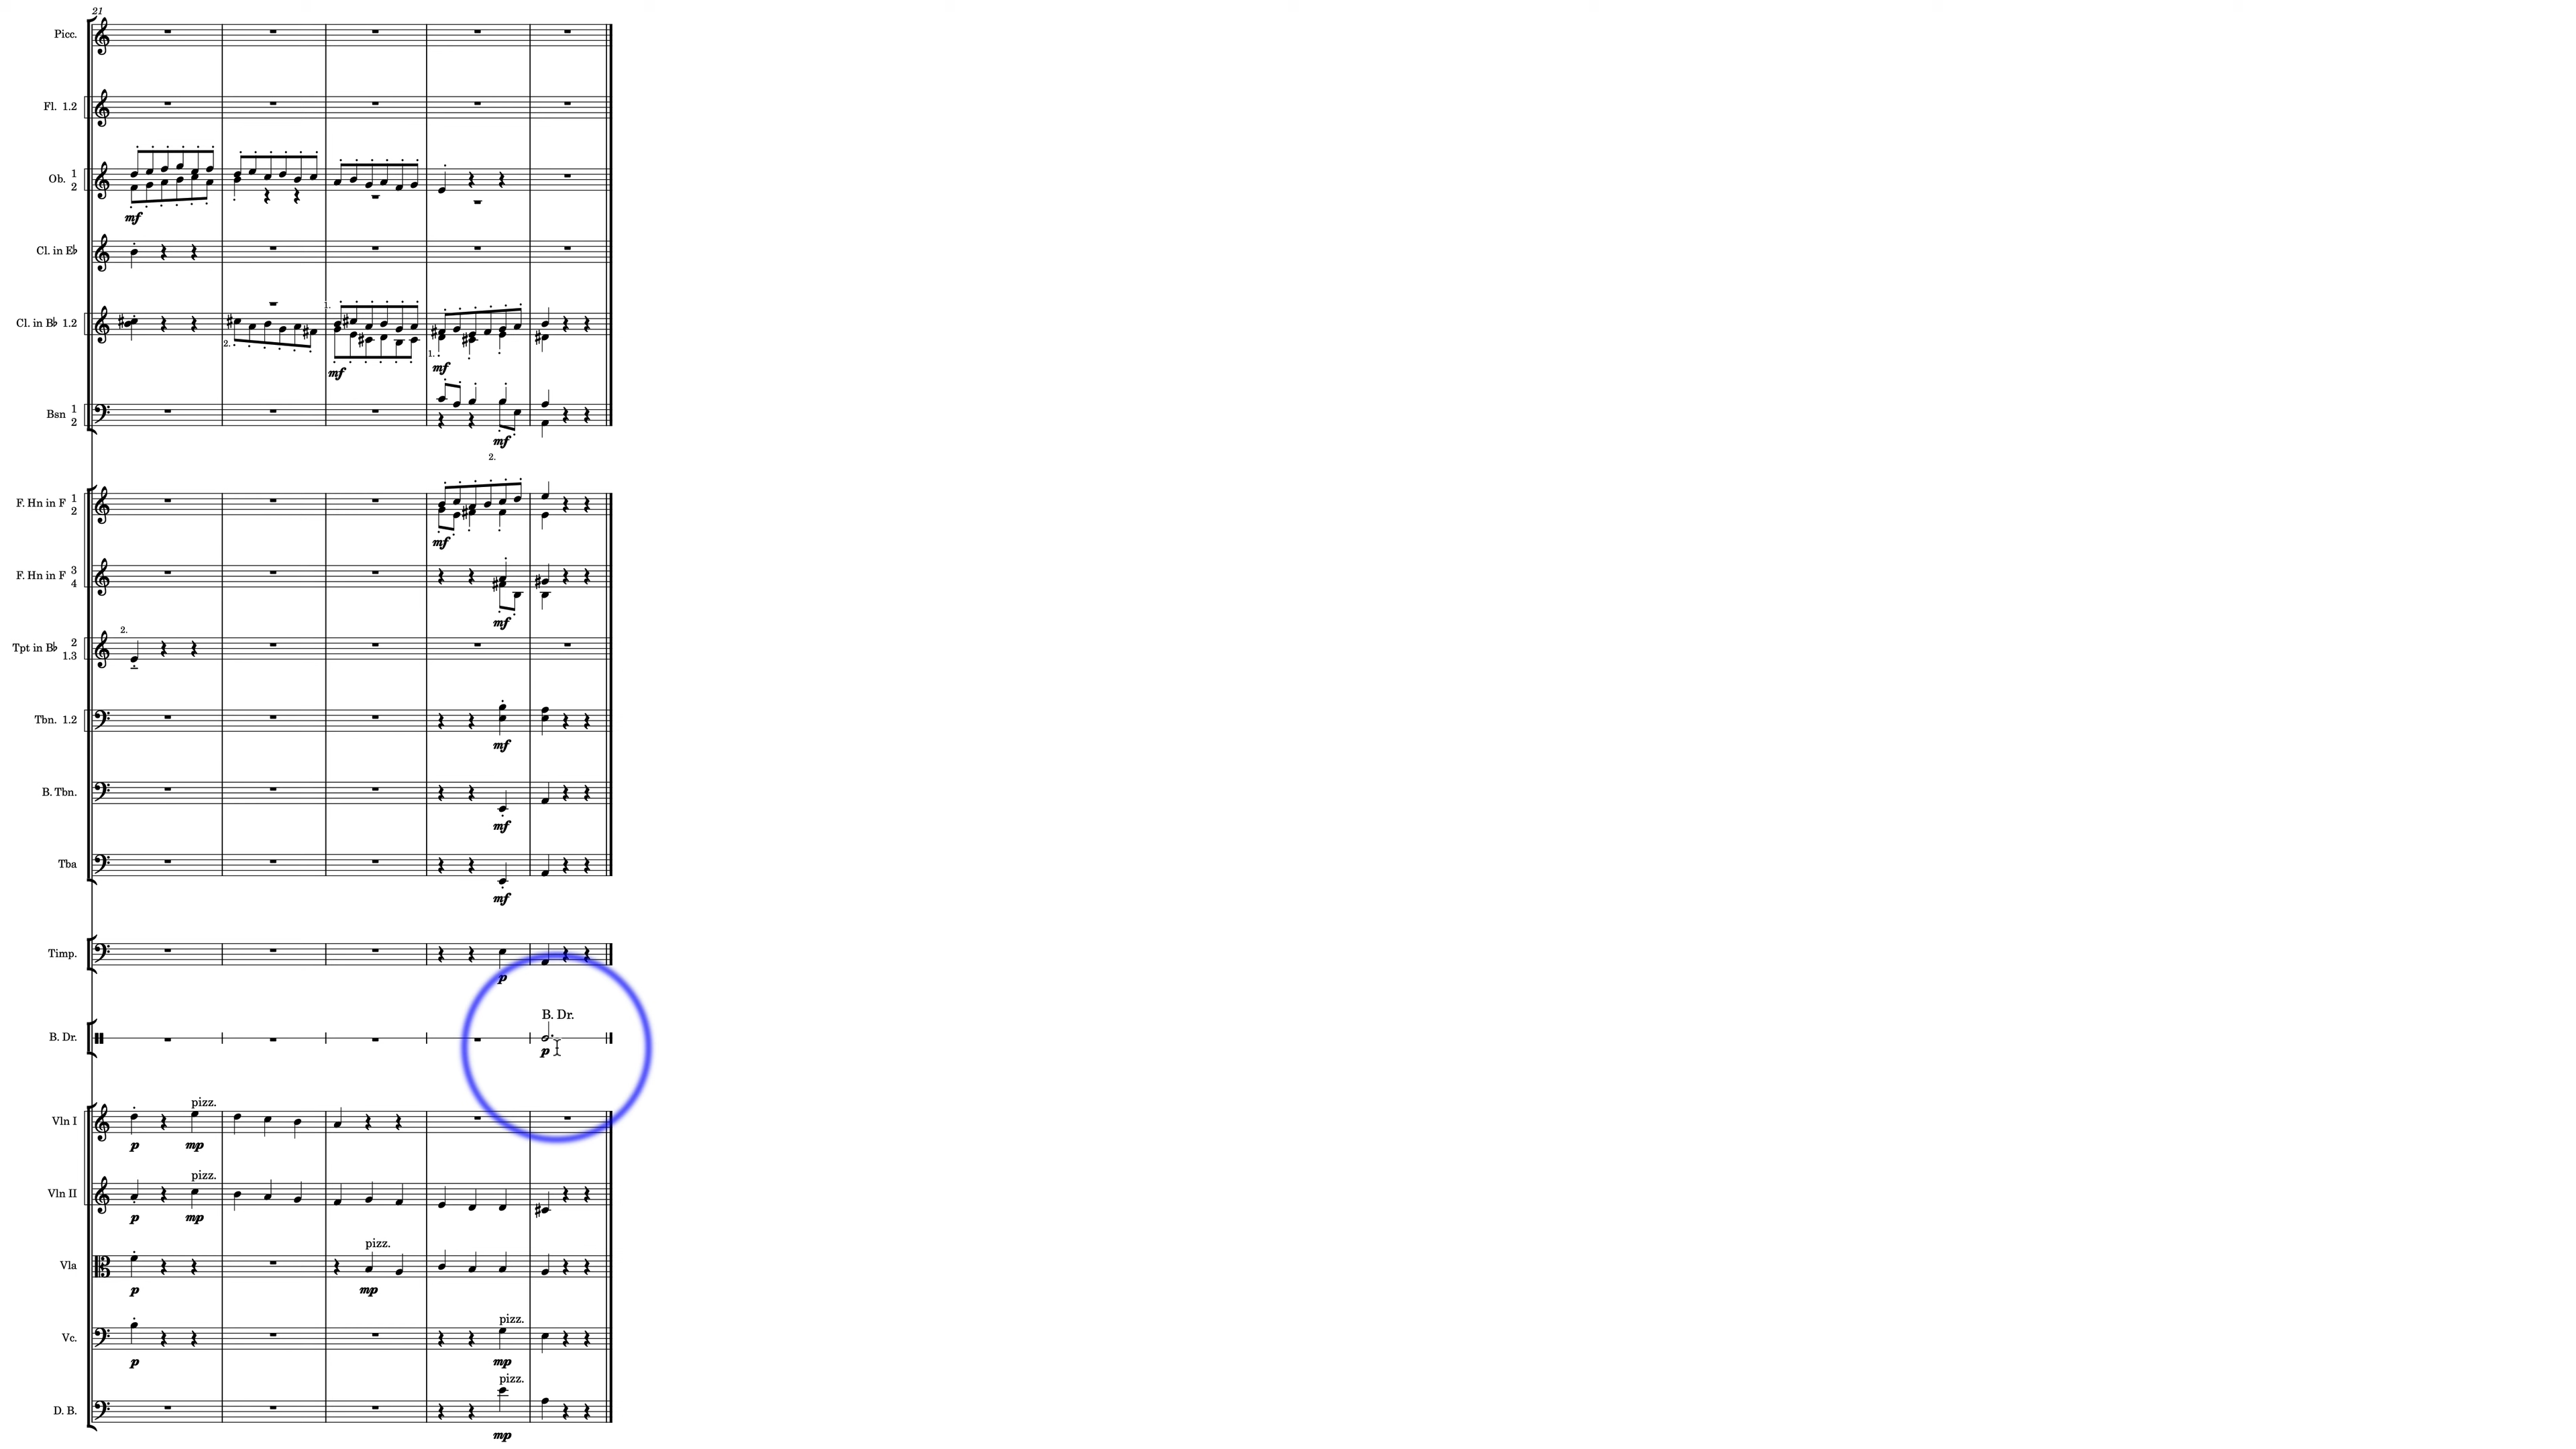 21
Picc.
Fl. 1.2
Ob. 1
2
mf
Cl. in E♭
Cl. in B♭ 1.2
2.
1.
mf
1.
mf
Bsn 1
2
mf
2.
F. Hn in F 1
2
mf
F. Hn in F 3
4
mf
2.
Tpt in B♭ 2
1.3
Tbn. 1.2
mf
B. Tbn.
mf
Tba
mf
Timp.
p
B. Dr.
B. Dr.
p
pizz.
Vln I
p mp
pizz.
Vln II
p mp
pizz.
Vla
p mp
pizz.
Vc.
p mp
pizz.
D. B.
mp